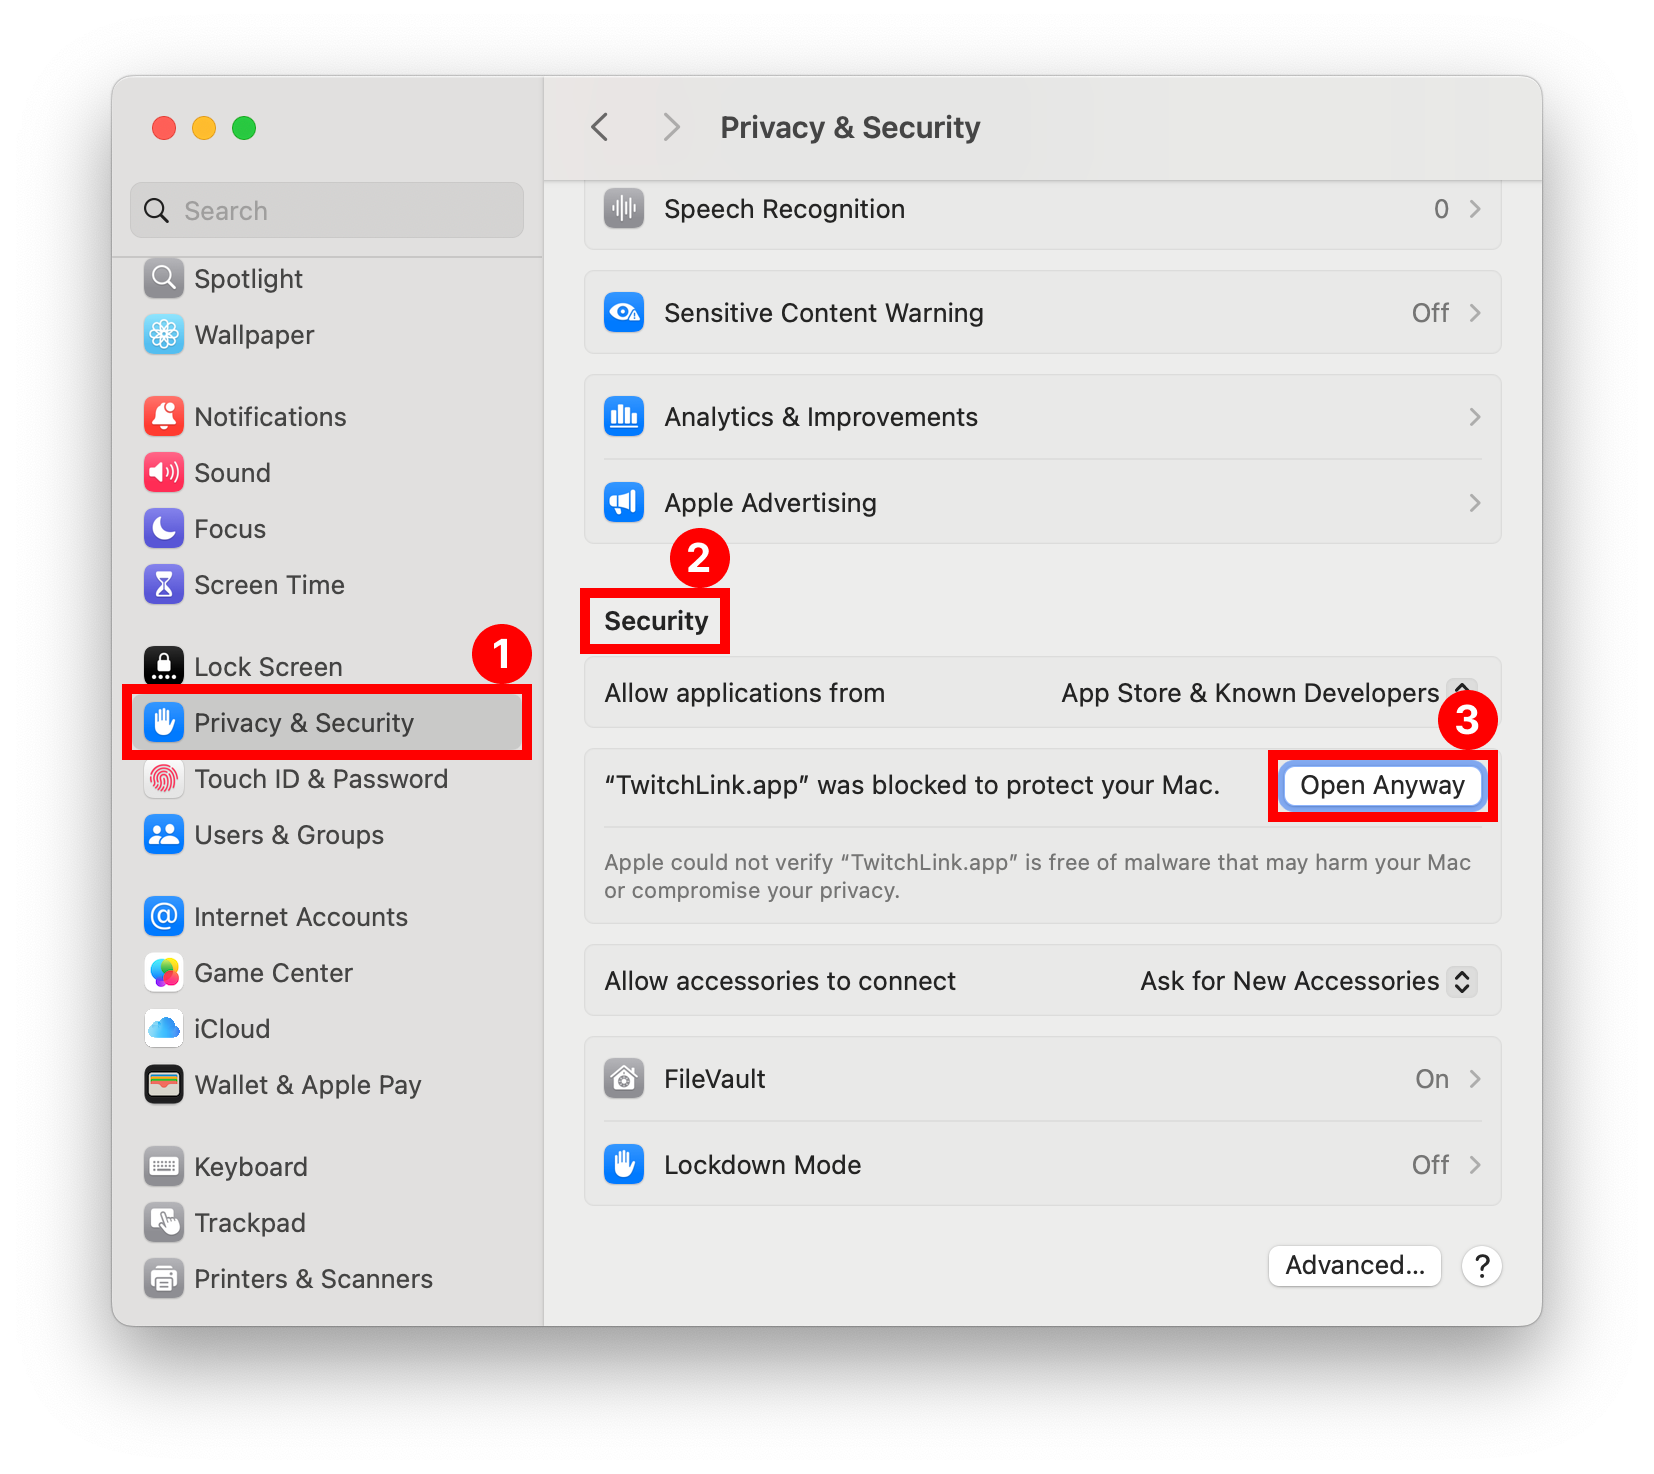 Search
Spotlight
Wallpaper
Notifications
Sound
Focus
Screen Time
1
Lock Screen
Privacy & Security
Touch ID & Password
Users & Groups
Internet Accounts
Game Center
iCloud
Wallet & Apple Pay
Keyboard
Trackpad
Printers & Scanners
Privacy & Security
Speech Recognition 0
Sensitive Content Warning Off
Analytics & Improvements
Apple Advertising
2
Security
Allow applications from App Store & Known Developers
3
“TwitchLink.app” was blocked to protect your Mac. Open Anyway
Apple could not verify “TwitchLink.app” is free of malware that may harm your Mac
or compromise your privacy.
Allow accessories to connect Ask for New Accessories
FileVault On
Lockdown Mode Off
Advanced... ?